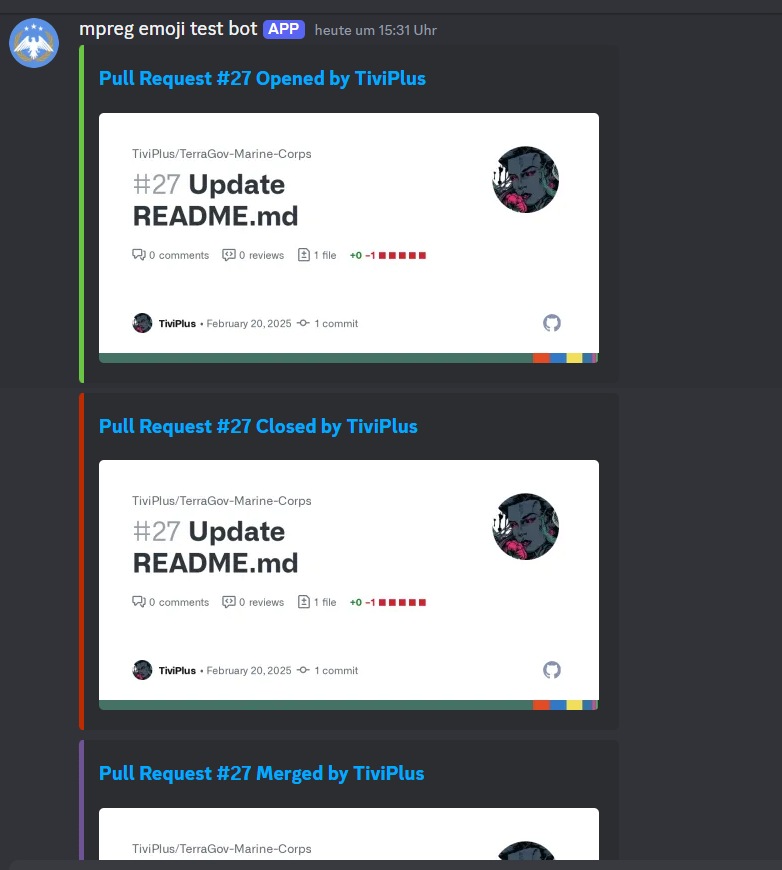 mpreg emoji test bot APP heute um 15:31 Uhr
Pull Request #27 Opened by TiviPlus
TiviPlus/TerraGov-Marine-Corps
#27 Update
README.md
0 comments 0 reviews 1 file +0 -1
TiviPlus • February 20, 2025 1 commit
Pull Request #27 Closed by TiviPlus
TiviPlus/TerraGov-Marine-Corps
#27 Update
README.md
0 comments 0 reviews 1 file +0 -1
TiviPlus • February 20, 2025 1 commit
Pull Request #27 Merged by TiviPlus
TiviPlus/TerraGov-Marine-Corps